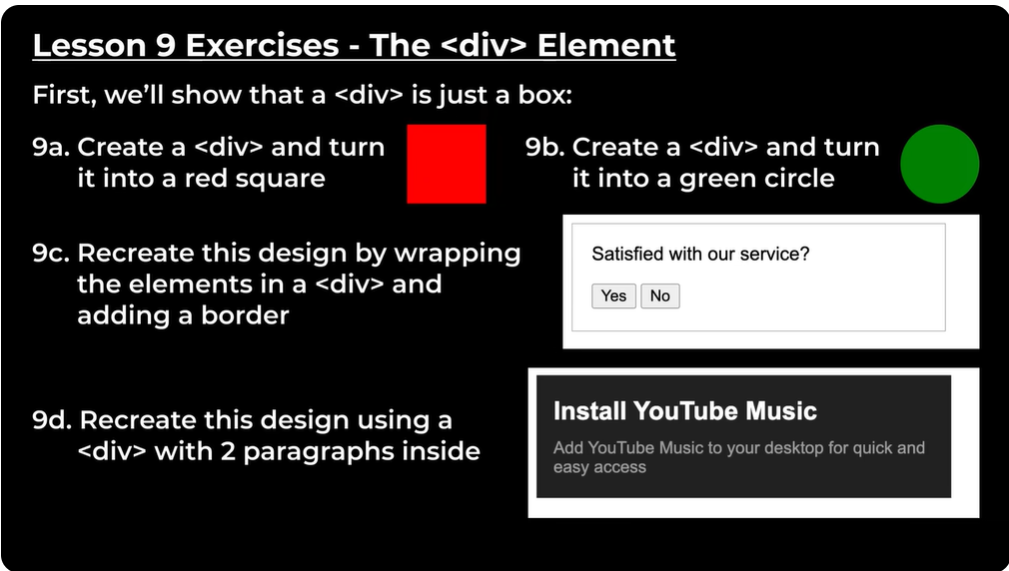 Lesson 9 Exercises - The <div> Element
First, we’ll show that a <div> is just a box:
9a. Create a <div> and turn
it into a red square
9b. Create a <div> and turn
it into a green circle
9c. Recreate this design by wrapping
the elements in a <div> and
adding a border
Satisfied with our service?
Yes No
9d. Recreate this design using a
<div> with 2 paragraphs inside
Install YouTube Music
Add YouTube Music to your desktop for quick and
easy access